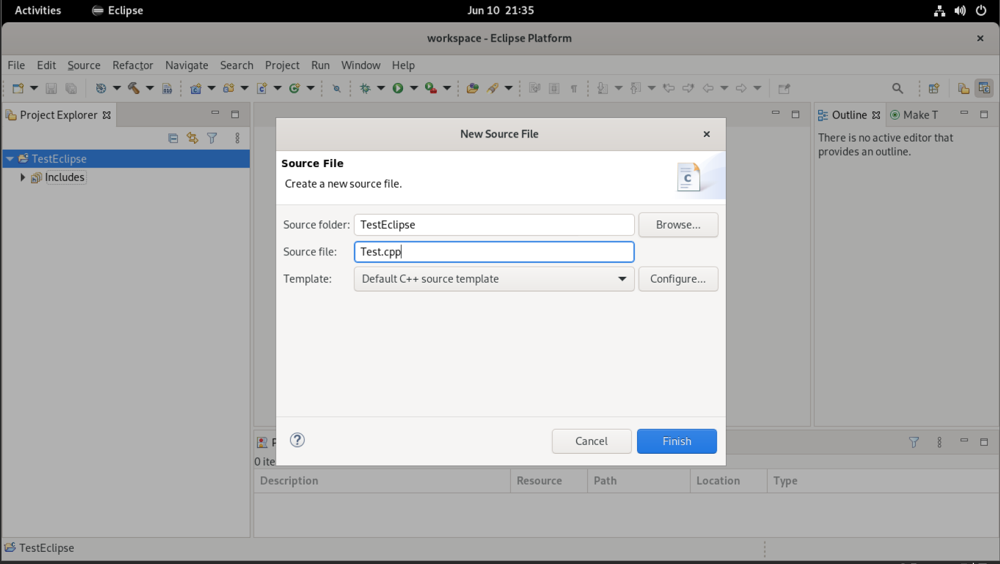 Activities Eclipse Jun 10 21:35
workspace - Eclipse Platform
File Edit Source Refactor Navigate Search Project Run Window Help
Project Explorer
TestEclipse
Includes
New Source File
Source File
Create a new source file.
Source folder: TestEclipse Browse...
Source file: Test.cpp
Template: Default C++ source template Configure...
Cancel Finish
Outline Make T
There is no active editor that
provides an outline.
0 ite
Description Resource Path Location Type
TestEclipse